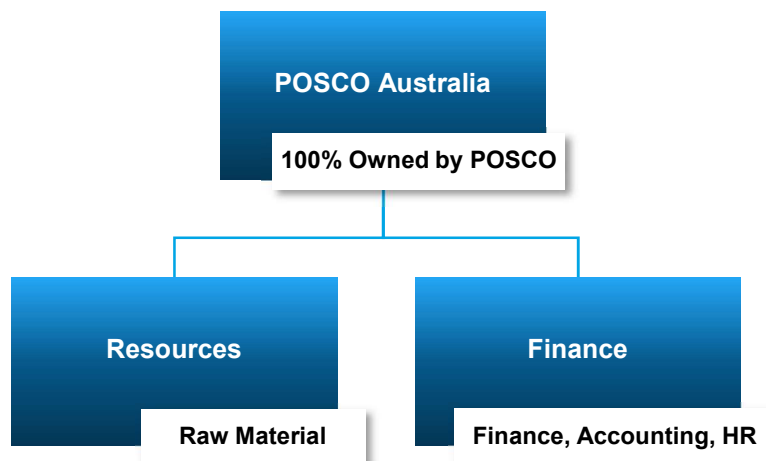 POSCO Australia
100% Owned by POSCO
Resources
Raw Material
Finance
Finance, Accounting, HR